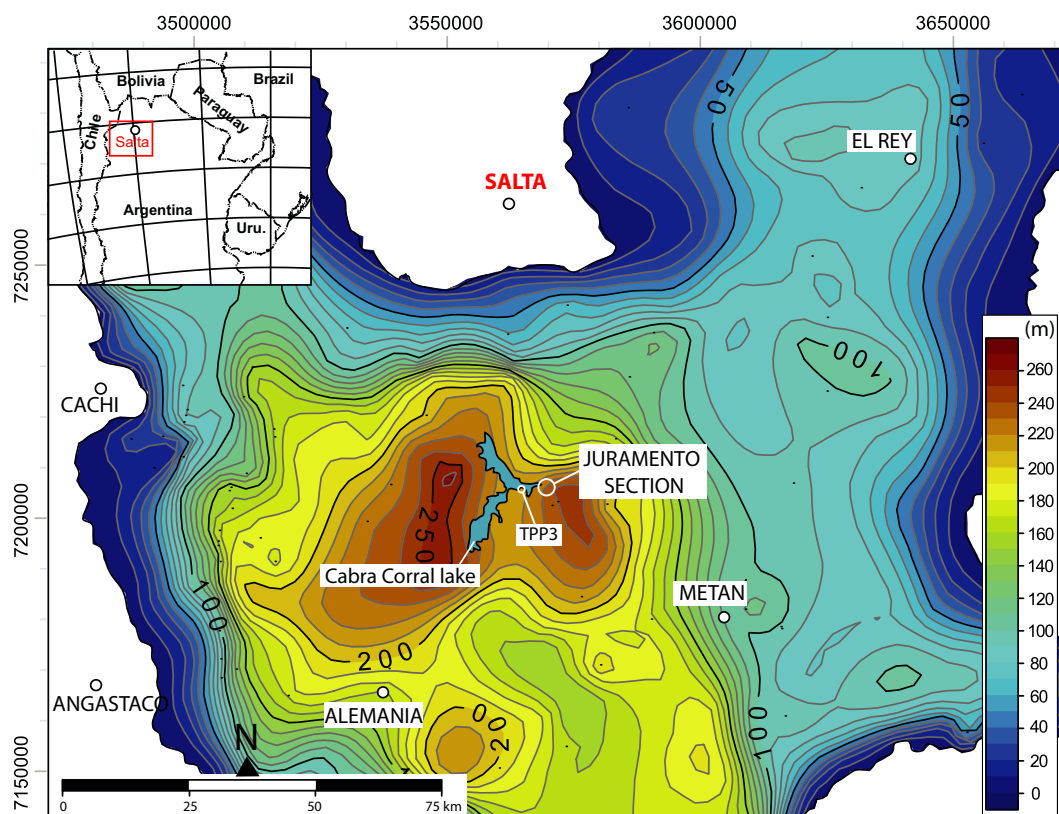 3500000
3550000
3600000
3650000
Bolivia
Brazil
Paraguay
Chile
Salta
Argentina
Uru.
50
50
EL REY
SALTA
7250000
(m)
100
260
240
220
200
180
160
140
120
100
80
60
40
20
0
CACHI
JURAMENTO
SECTION
7200000
250
TPP3
Cabra Corral lake
METAN
100
200
ANGASTACO
ALEMANIA
200
100
N
7150000
0
25
50
75 km